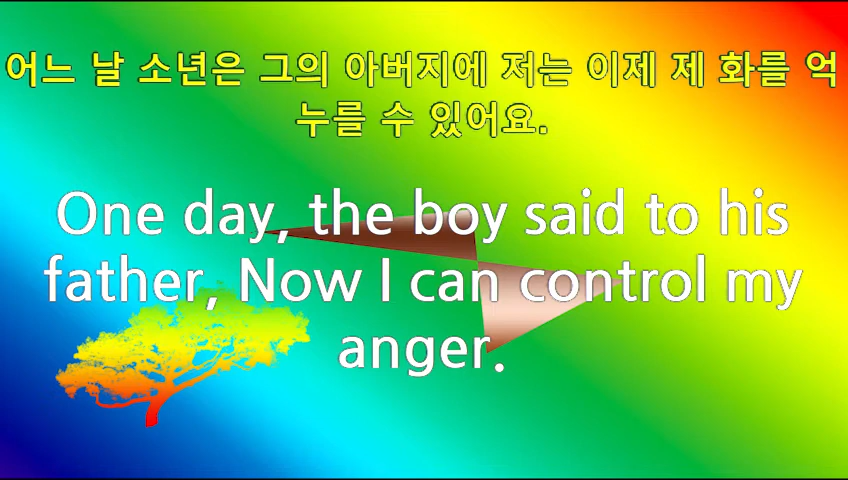 어느 날 소년은 그의 아버지에 저는 이제 제 화를 억
누를 수 있어요.
One day, the boy said to his
father, Now I can control my
anger.